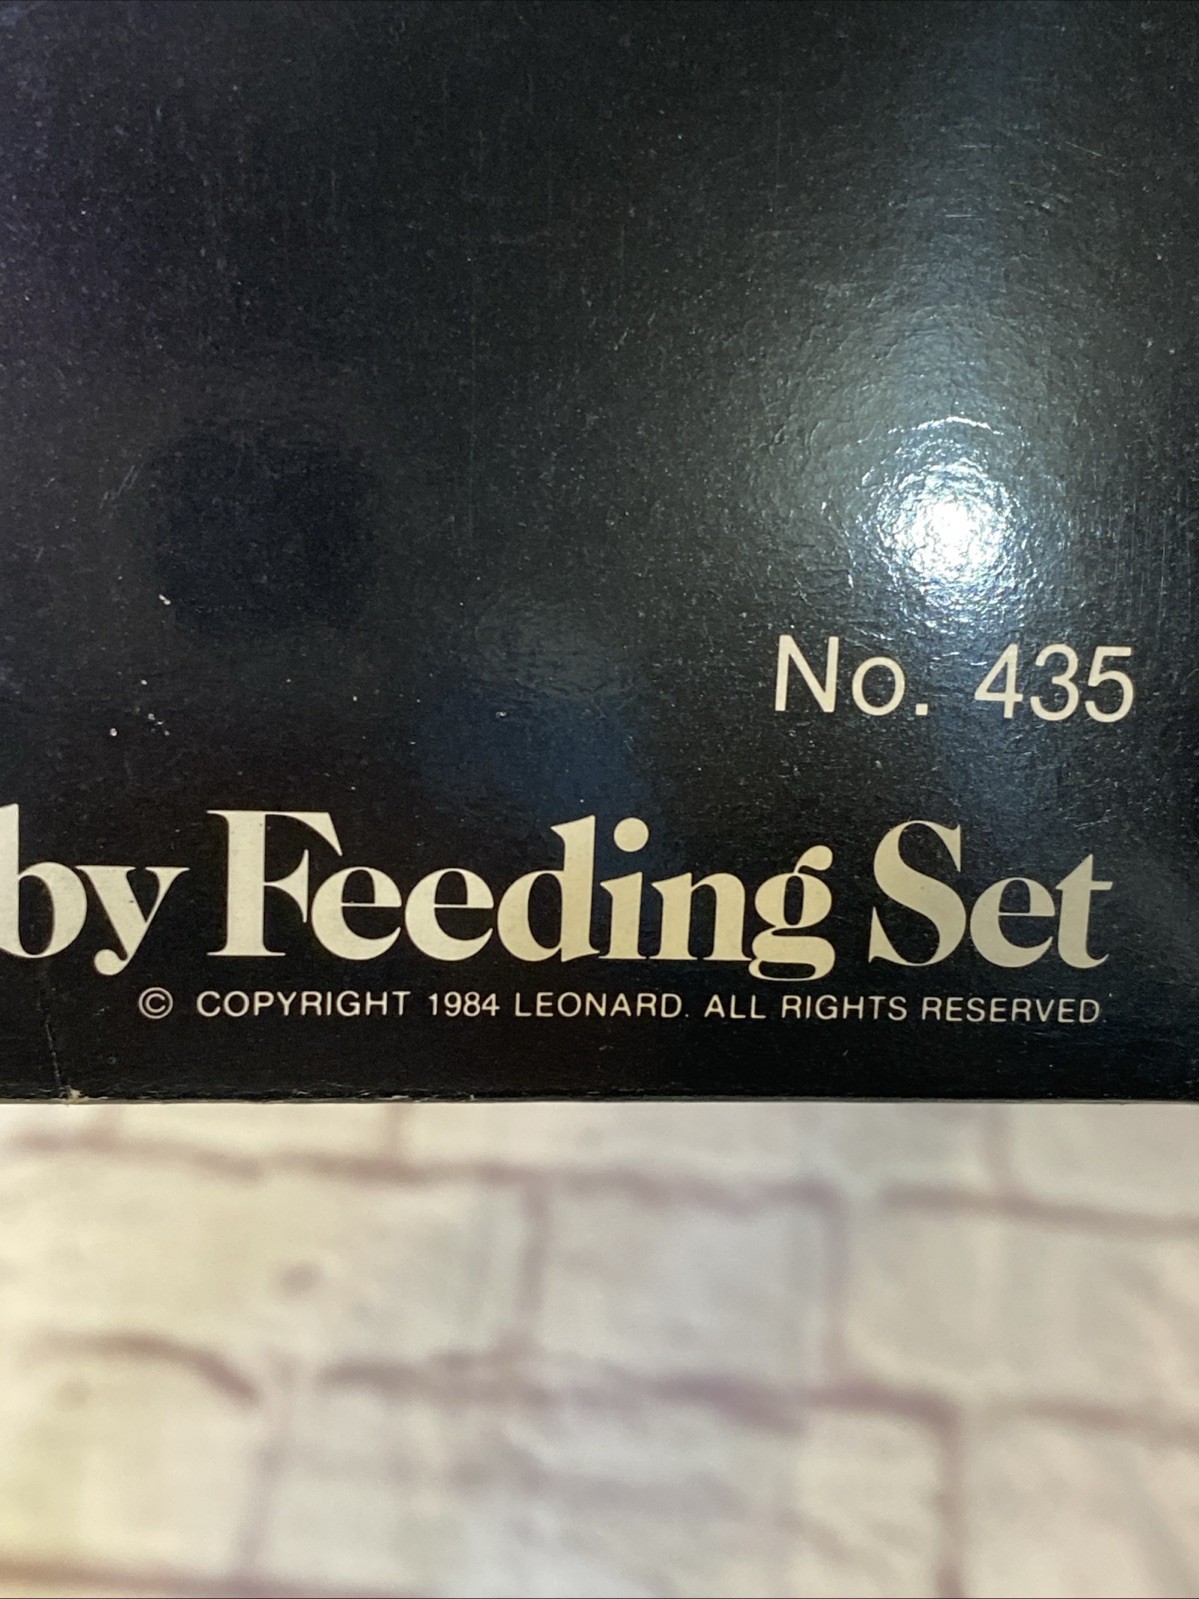 No. 435
by Feeding Set
© COPYRIGHT 1984 LEONARD. ALL RIGHTS RESERVED.